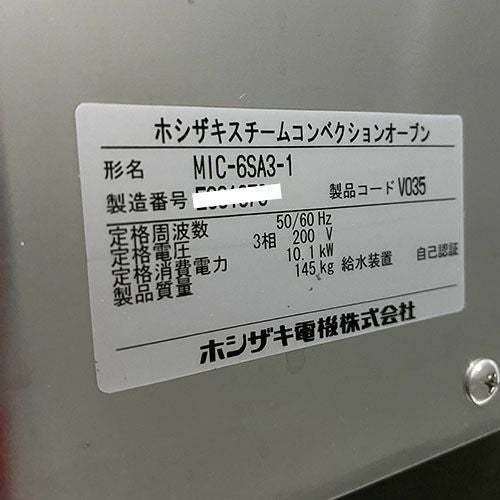 ホシザキスチームコンベクションオーブン
形名 MIC-6SA3-1
製造番号 製品コード V035
定格周波数 50/60 Hz
定格電圧 3相 200 V
定格消費電力 10.1 kW
製品質量 145 kg 給水装置 自己認証
ホシザキ電機株式会社